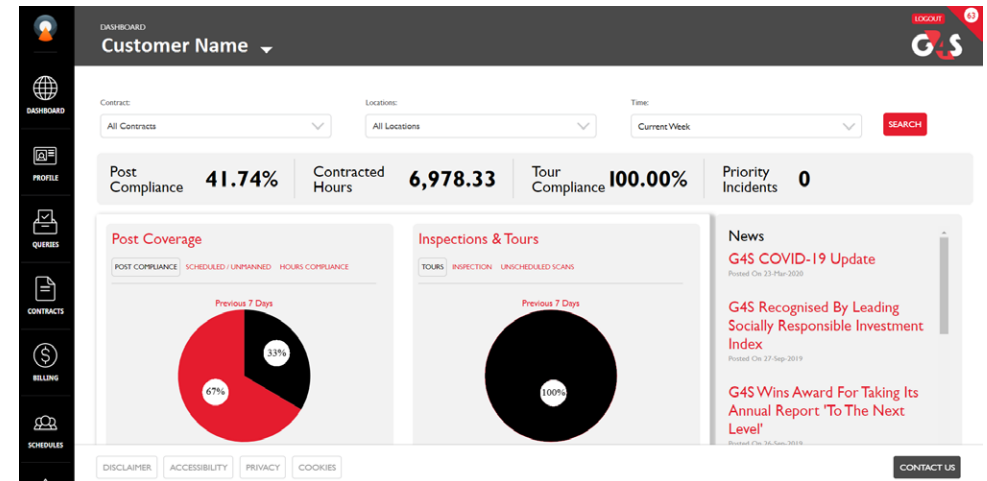 DASHBOARD
Customer Name
LOGOUT
63
G4S
DASHBOARD
PROFILE
QUERIES
CONTRACTS
BILLING
SCHEDULES
Contract:
All Contracts
Locations:
All Locations
Time:
Current Week
SEARCH
Post
Compliance
41.74%
Contracted
Hours
6,978.33
Tour
Compliance
100.00%
Priority
Incidents
0
Post Coverage
POST COMPLIANCE
SCHEDULED / UNMANNED
HOURS COMPLIANCE
Previous 7 Days
33%
67%
Inspections & Tours
TOURS
INSPECTION
UNSCHEDULED SCANS
Previous 7 Days
100%
News
G4S COVID-19 Update
Posted On 23-Mar-2020
G4S Recognised By Leading
Socially Responsible Investment
Index
Posted On 27-Sep-2019
G4S Wins Award For Taking Its
Annual Report 'To The Next
Level'
Posted On 26-Sep-2019
DISCLAIMER
ACCESSIBILITY
PRIVACY
COOKIES
CONTACT US